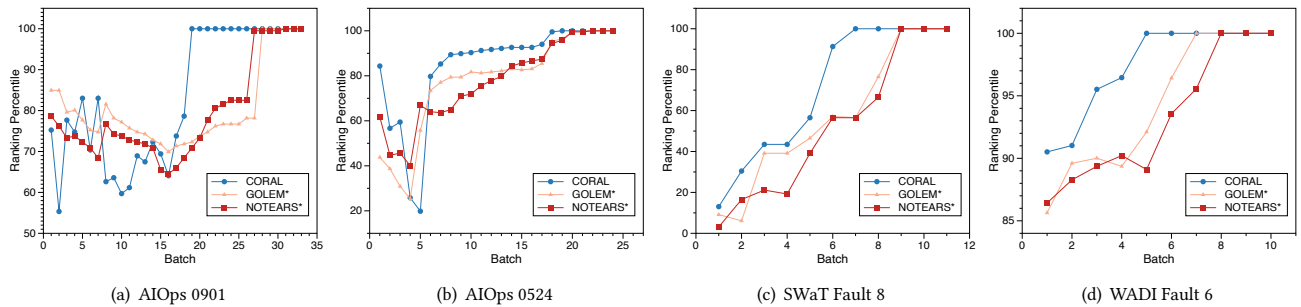 Ranking Percentile
100
90
80
70
60
50
0 5 10 15 20 25 30 35
Batch
CORAL
GOLEM*
NOTEARS*
(a) AIOps 0901
Ranking Percentile
100
80
60
40
20
0 5 10 15 20 25
Batch
CORAL
GOLEM*
NOTEARS*
(b) AIOps 0524
Ranking Percentile
100
80
60
40
20
0
0 2 4 6 8 10 12
Batch
CORAL
GOLEM*
NOTEARS*
(c) SWaT Fault 8
Ranking Percentile
100
95
90
85
0 2 4 6 8 10
Batch
CORAL
GOLEM*
NOTEARS*
(d) WADI Fault 6